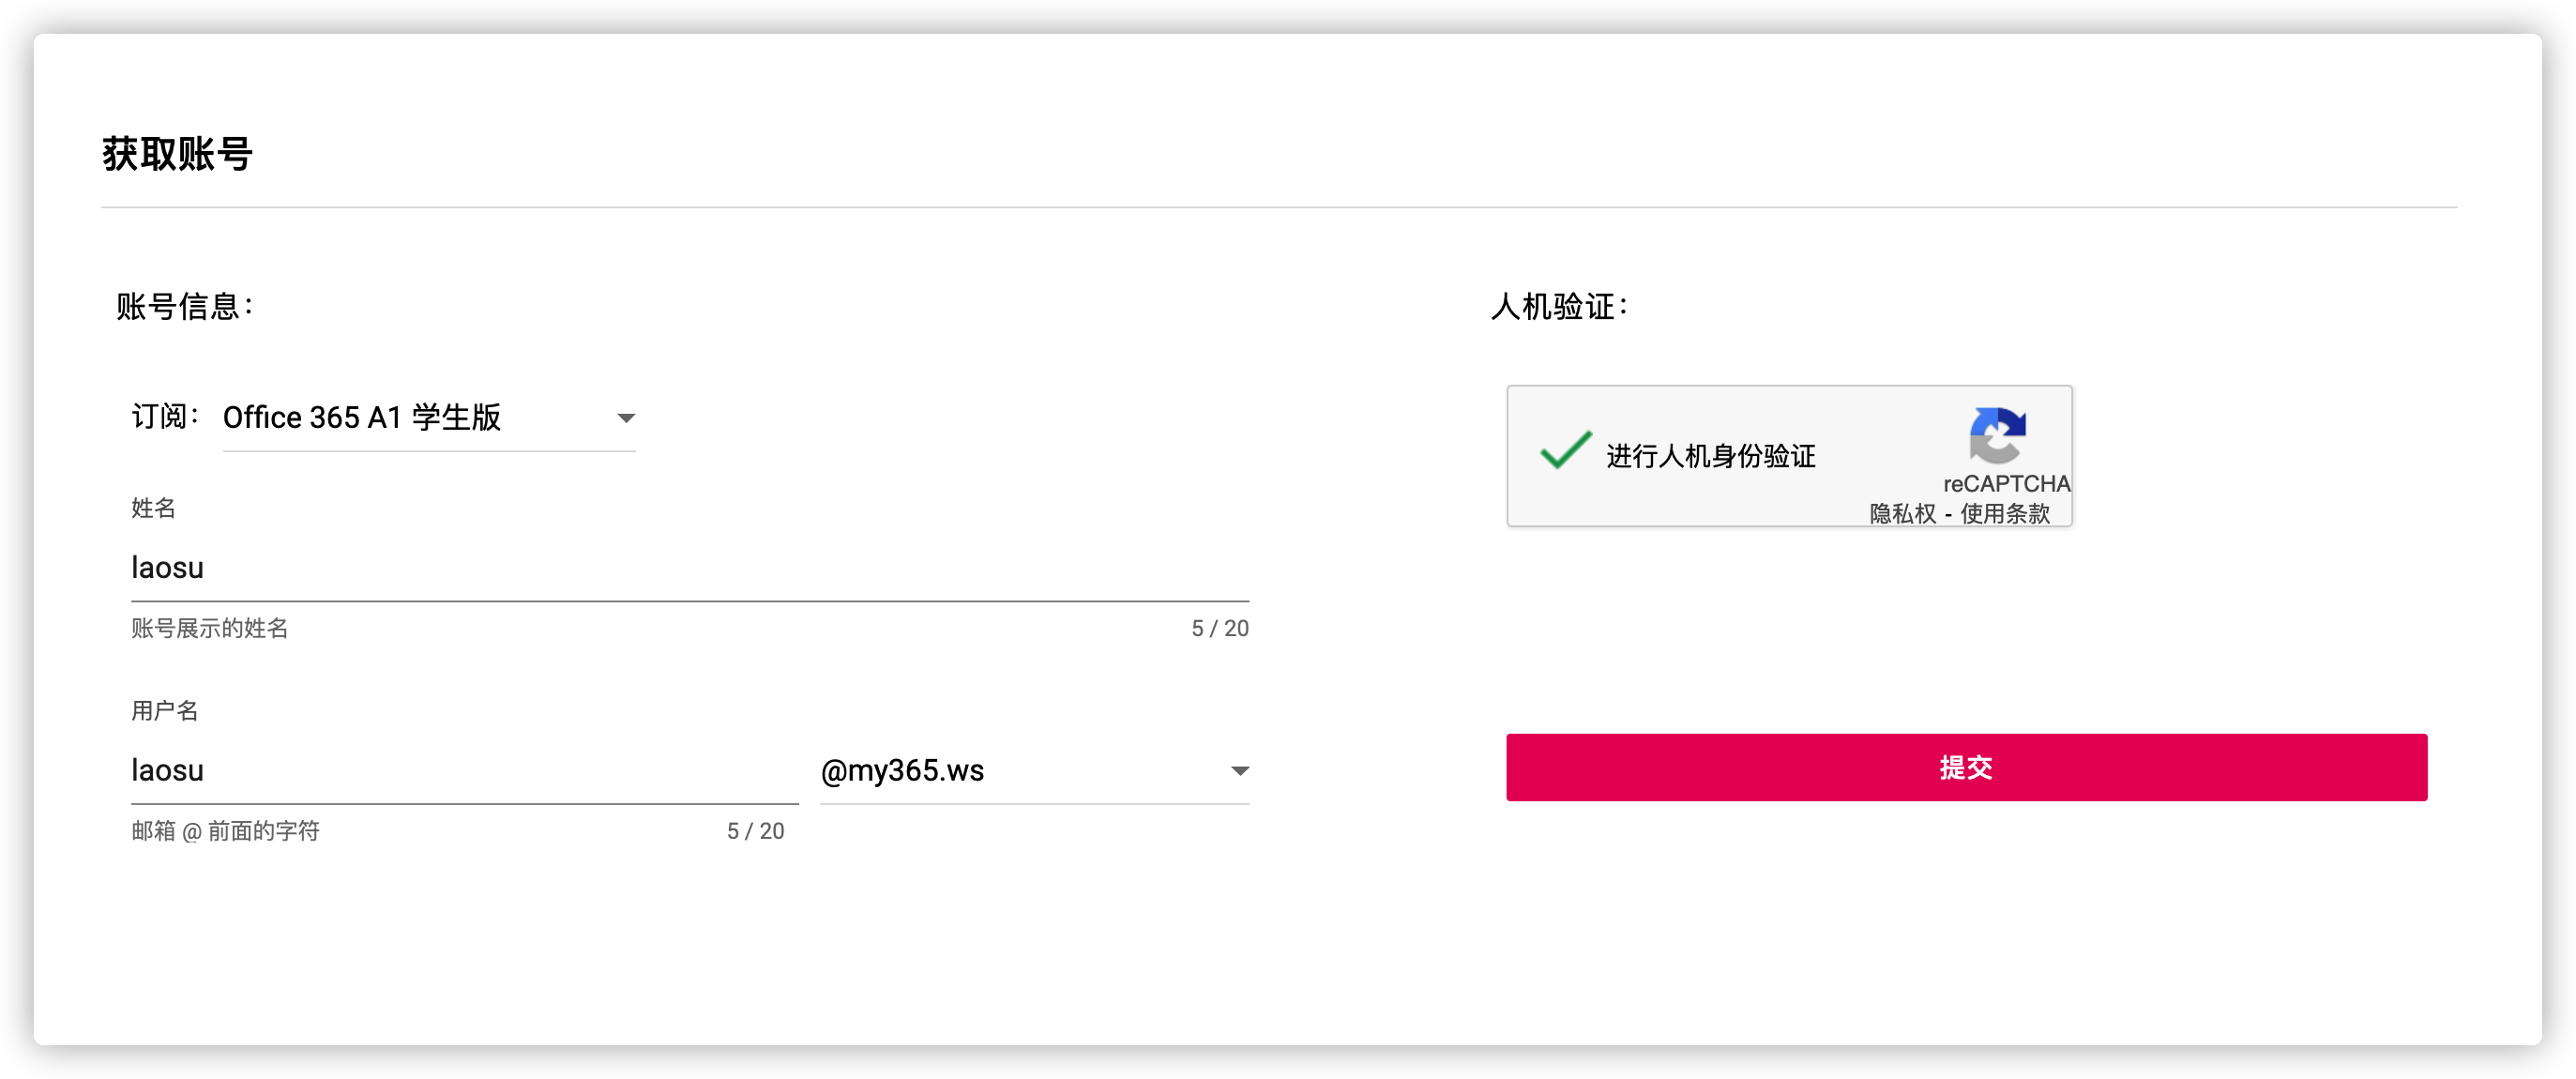 获取账号
账号信息：
订阅： Office 365 A1 学生版
姓名
laosu
账号展示的姓名 5 / 20
用户名
laosu @my365.ws
邮箱 @ 前面的字符 5 / 20
人机验证：
进行人机身份验证
reCAPTCHA
隐私权 - 使用条款
提交